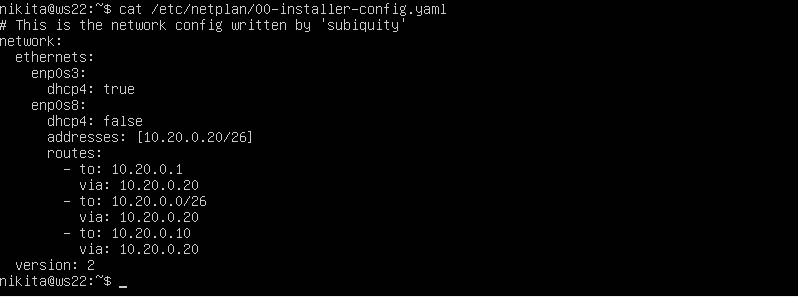 nikita@ws22:~$ cat /etc/netplan/00-installer-config.yaml
# This is the network config written by 'subiquity'
network:
  ethernets:
    enp0s3:
      dhcp4: true
    enp0s8:
      dhcp4: false
      addresses: [10.20.0.20/26]
      routes:
        - to: 10.20.0.1
          via: 10.20.0.20
        - to: 10.20.0.0/26
          via: 10.20.0.20
        - to: 10.20.0.10
          via: 10.20.0.20
  version: 2
nikita@ws22:~$ _